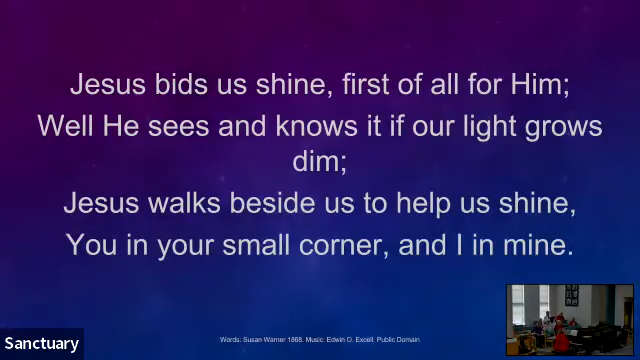 Jesus bids us shine, first of all for Him;
Well He sees and knows it if our light grows
dim;
Jesus walks beside us to help us shine,
You in your small corner, and I in mine.
Words: Susan Warner 1868. Music: Edwin O. Excell. Public Domain
Sanctuary